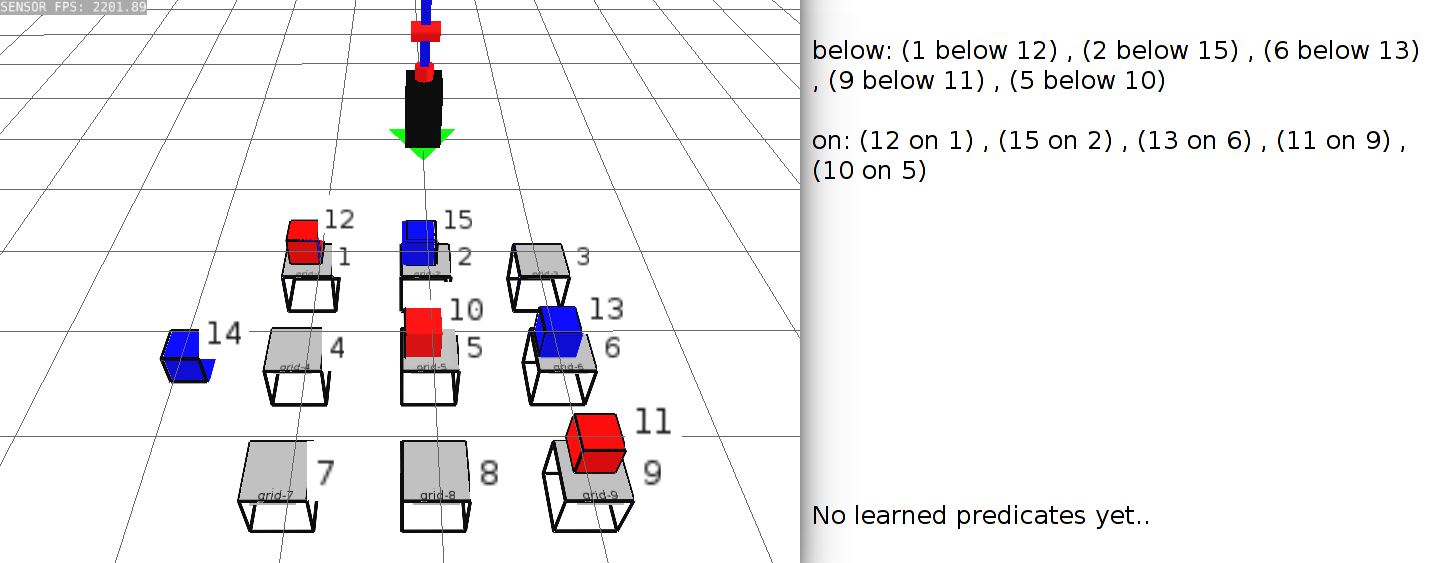 SENSOR FPS: 2201.89
12
15
1
2
3
grid-3
10
13
14
4
5
6
grid-4
grid-5
grid-6
11
7
8
9
grid-7
grid-8
grid-9
below: (1 below 12) , (2 below 15) , (6 below 13)
, (9 below 11) , (5 below 10)
on: (12 on 1) , (15 on 2) , (13 on 6) , (11 on 9) ,
(10 on 5)
No learned predicates yet..